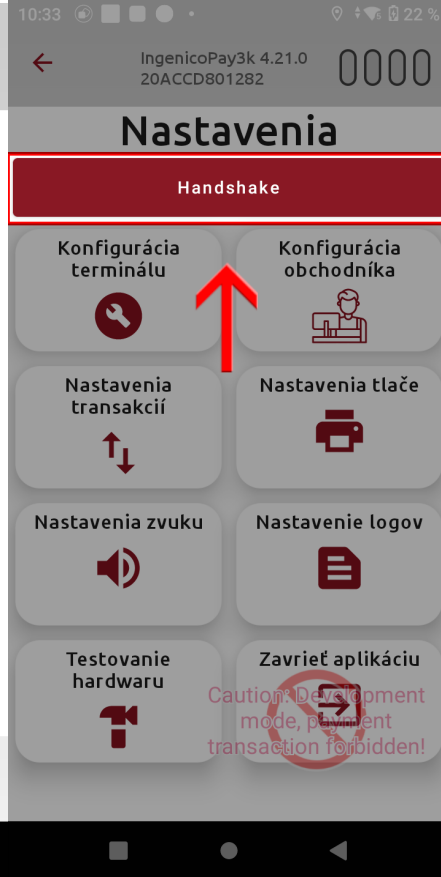 10:33
22 %
IngenicoPay3k 4.21.0
20ACCD801282
0000
Nastavenia
Handshake
Konfigurácia
terminálu
Konfigurácia
obchodníka
Nastavenia
transakcií
Nastavenia tlače
Nastavenia zvuku
Nastavenie logov
Testovanie
hardwaru
Zavrieť aplikáciu
Caution: Development
mode, payment
transaction forbidden!